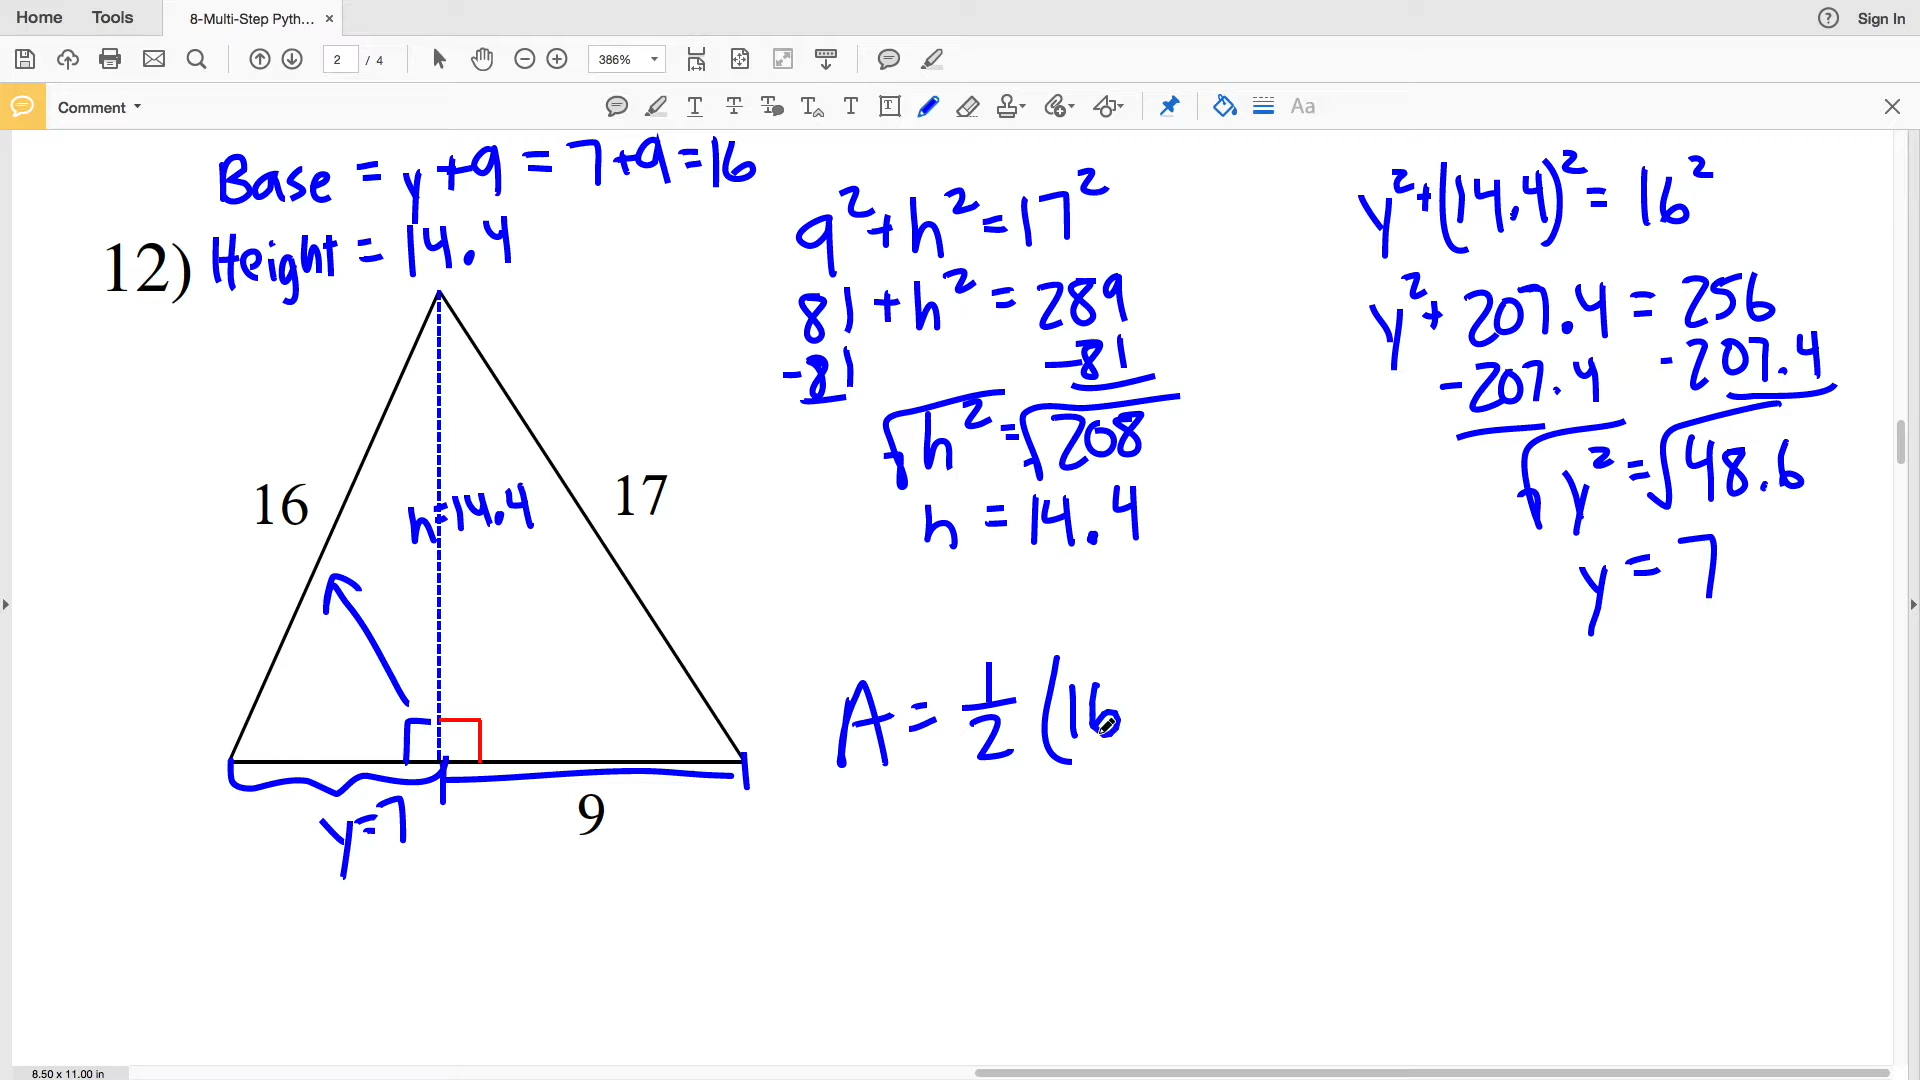 Home Tools 8-Multi-Step Pyth... × ? Sign In
2 / 4 386%
Comment T T T T T T Aa
Base = y+9 = 7+9=16
12) Height = 14.4
16
h=14.4
17
y=7
9
9²+h²=17²
81+h² = 289
-81 -81
√h²=√208
h = 14.4
y²+(14.4)²= 16²
y²+ 207.4 = 256
-207.4 -207.4
√y²=√48.6
y = 7
A = 1/2 (16
8.50 x 11.00 in